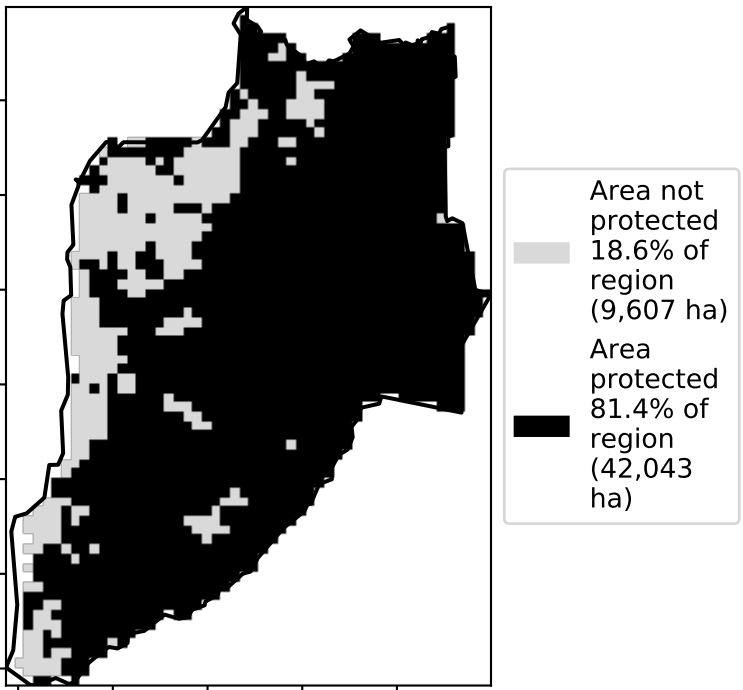 Area not
protected
18.6% of
region
(9,607 ha)
Area
protected
81.4% of
region
(42,043
ha)